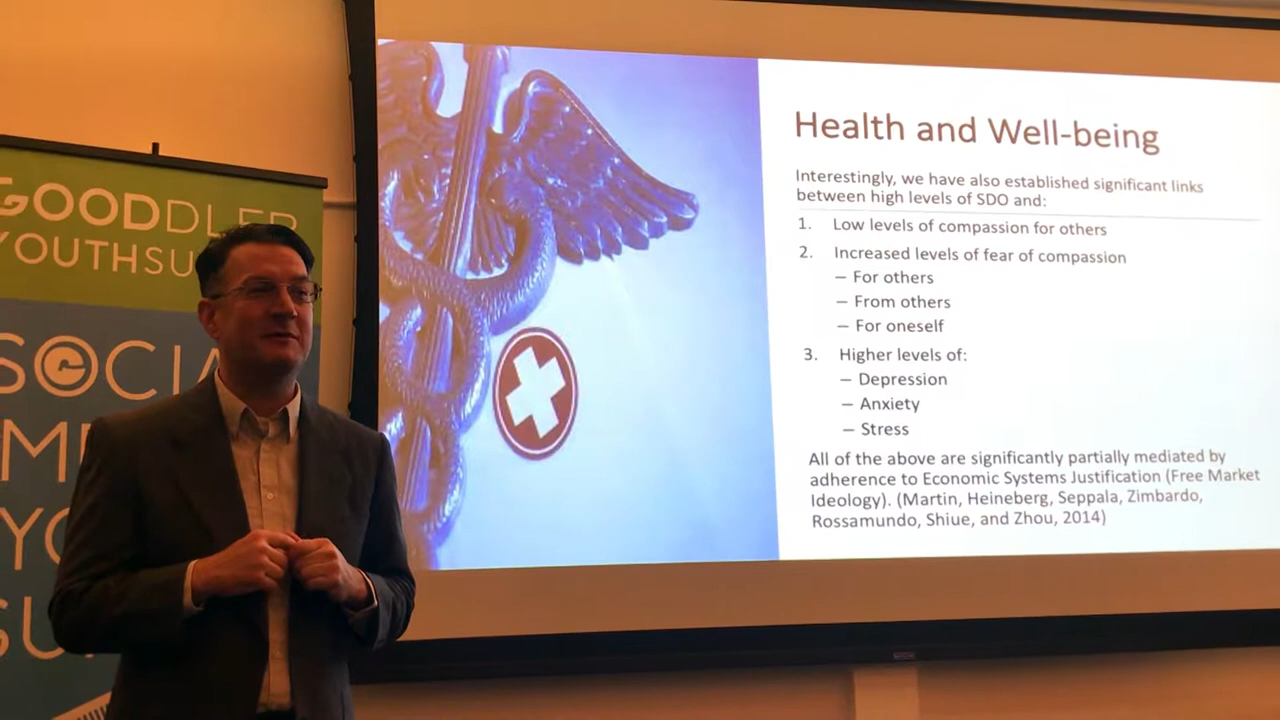 GOODDLER
YOUTHSU
SOCIA
Health and Well-being
Interestingly, we have also established significant links
between high levels of SDO and:
1. Low levels of compassion for others
2. Increased levels of fear of compassion
– For others
– From others
– For oneself
3. Higher levels of:
– Depression
– Anxiety
– Stress
All of the above are significantly partially mediated by
adherence to Economic Systems Justification (Free Market
Ideology). (Martin, Heineberg, Seppala, Zimbardo,
Rossamundo, Shiue, and Zhou, 2014)